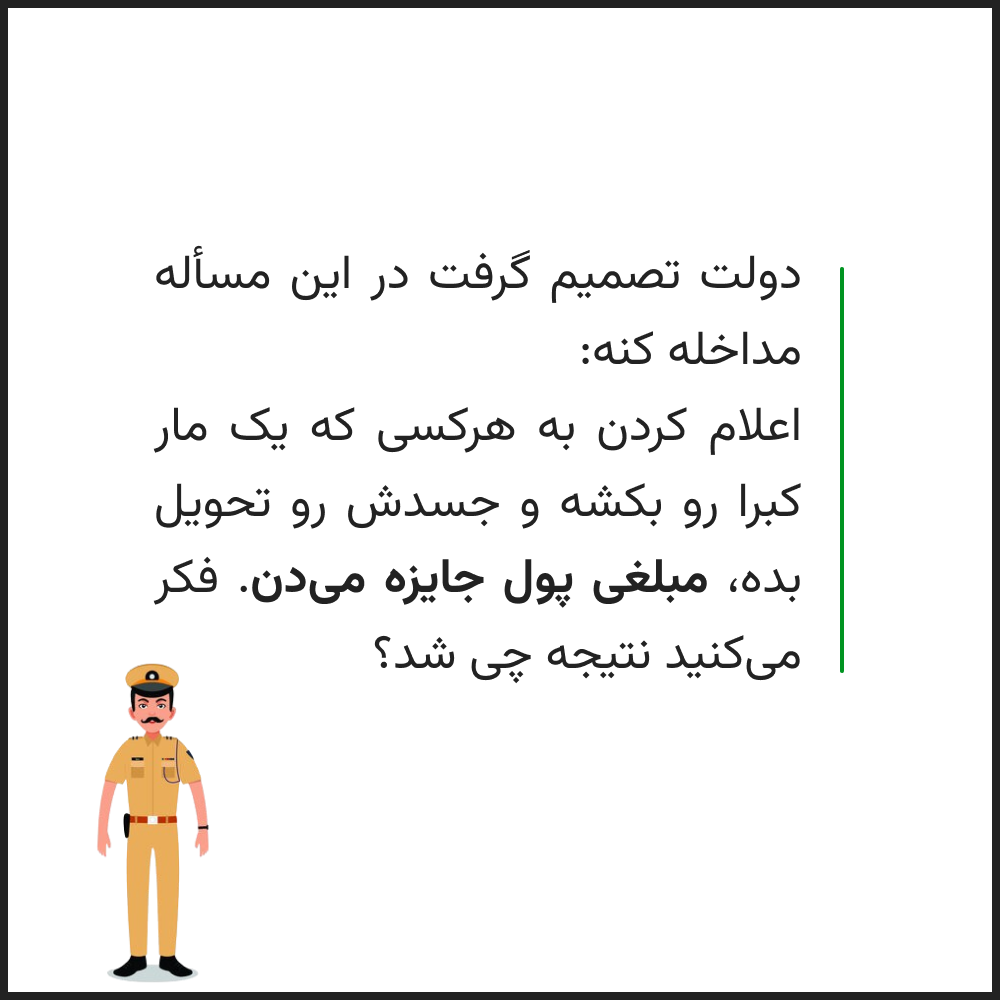 دولت تصمیم گرفت در این مسأله
مداخله کنه:
اعلام کردن به هرکسی که یک مار
کبرا رو بکشه و جسدش رو تحویل
بده، مبلغی پول جایزه می‌دن. فکر
می‌کنید نتیجه چی شد؟